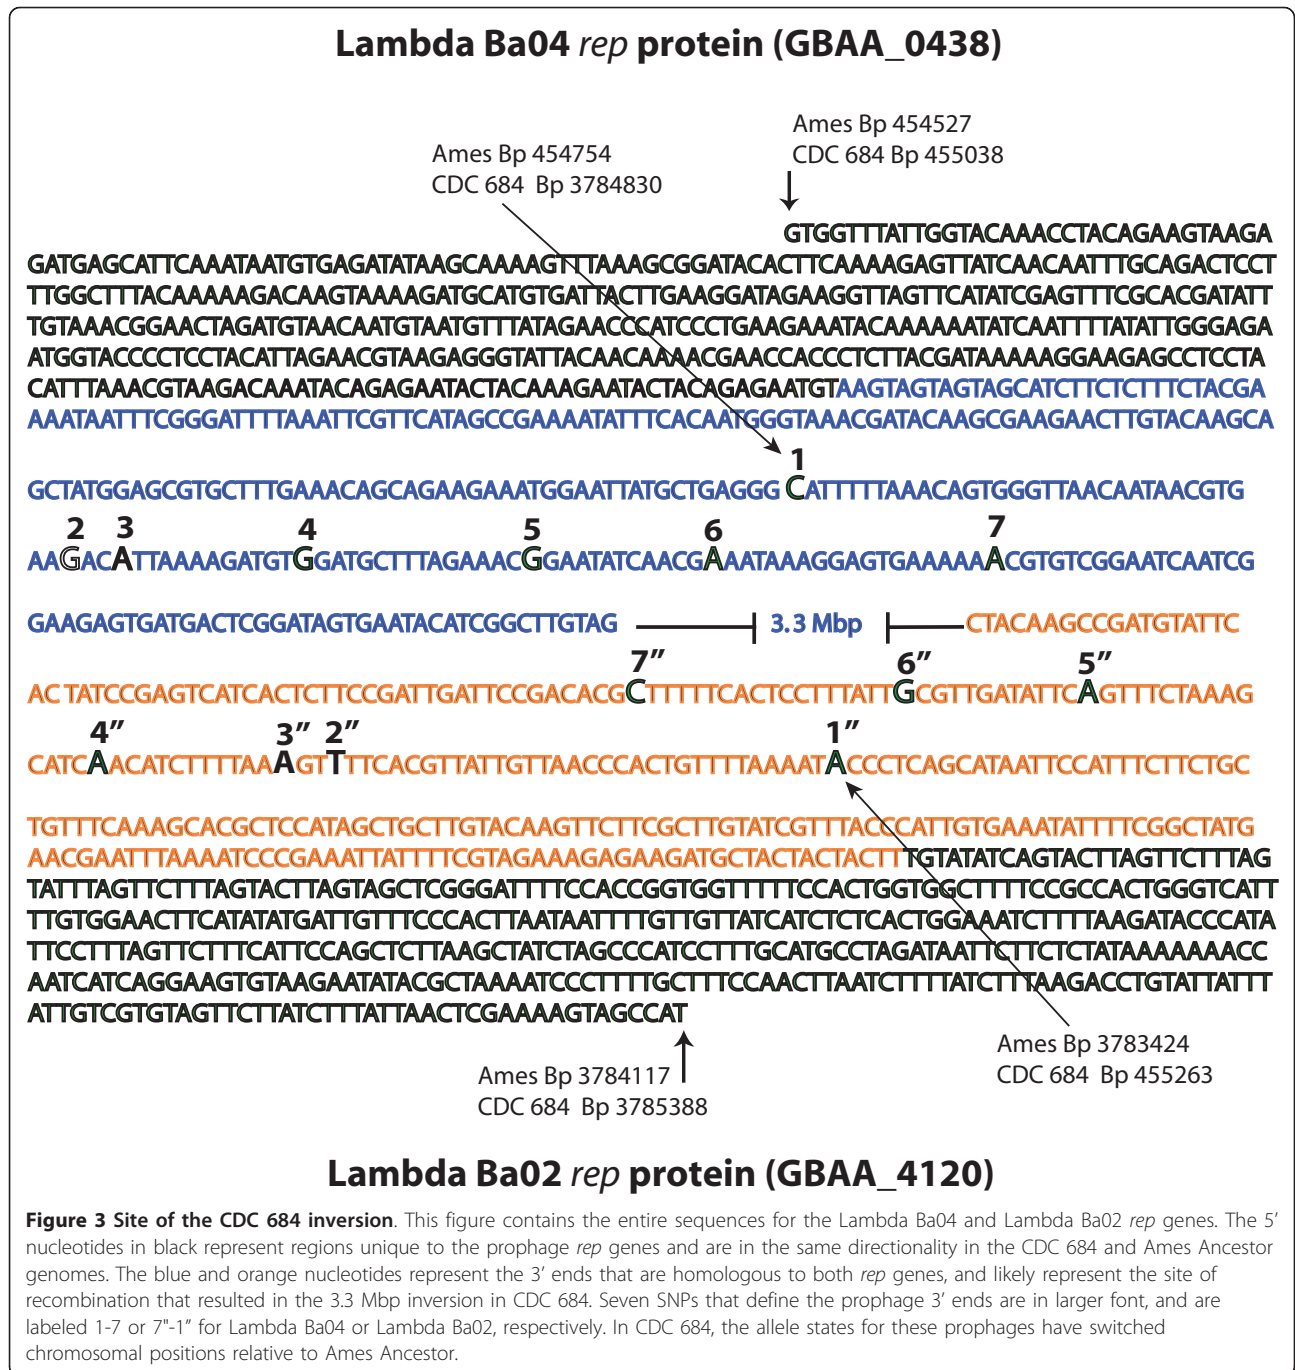 Lambda Ba04 rep protein (GBAA_0438)
Ames Bp 454527
CDC 684 Bp 455038
Ames Bp 454754
CDC 684 Bp 3784830
GTGGTTTATTGGTACAAACCTACAGAAGTAAGA
GATGAGCATTCAAATAATGTGAGATATAAGCAAAAGTTTAAAGCGGATACACTTCAAAAGAGTTATCAACAATTTGCAGACTCCT
TTGGCTTTACAAAAAGACAAGTAAAAGATGCATGTGATTACTTGAAGGATAGAAGGTTAGTTCATATCGAGTTTCGCACGATATT
TGTAAACGGAACTAGATGTAACAATGTAATGTTTATAGAACCCATCCCTGAAGAAATACAAAAAATATCAATTTTATATTGGGAGA
ATGGTACCCCTCCTACATTAGAACGTAAGAGGGTATTACAACAAAACGAACCACCCTCTTACGATAAAAAGGAAGAGCCTCCTA
CATTTAAACGTAAGACAAATACAGAGAATACTACAAAGAATACTACAGAGAATGTAAGTAGTAGTAGCATCTTCTCTTTCTACGA
AAATAATTTCGGGATTTTAAATTCGTTCATAGCCGAAAATATTTCACAATGGGTAAACGATACAAGCGAAGAACTTGTACAAGCA
1
GCTATGGAGCGTGCTTTGAAACAGCAGAAGAAATGGAATTATGCTGAGGG CATTTTTAAACAGTGGGTTAACAATAACGTG
2 3 4 5 6 7
AAGACATTAAAAGATGTGGATGCTTTAGAAACGGAATATCAACGAAATAAAGGAGTGAAAAAACGTGTCGGAATCAATCG
GAAGAGTGATGACTCGGATAGTGAATACATCGGCTTGTAG 3.3 Mbp CTACAAGCCGATGTATTC
7” 6” 5”
AC TATCCGAGTCATCACTCTTCCGATTGATTCCGACACGCTTTTTCACTCCTTTATTGCGTTGATATTCAGTTTCTAAAG
4” 3” 2” 1”
CATCAACATCTTTTAAAGTTTTCACGTTATTGTTAACCCACTGTTTAAAATACCCTCAGCATAATTCCATTTCTTCTGC
TGTTTCAAAGCACGCTCCATAGCTGCTTGTACAAGTTCTTCGCTTGTATCGTTTACCCATTGTGAAATATTTTCGGCTATG
AACGAATTTAAAATCCCGAAATTATTTTCGTAGAAAGAGAAGATGCTACTACTACTTTGTATATCAGTACTTAGTTCTTTAG
TATTTAGTTCTTTAGTACTTAGTAGCTCGGGATTTTCCACCGGTGGTTTTTCCACTGGTGGCTTTTCCGCCACTGGGTCATT
TTGTGGAACTTCATATATGATTGTTTCCCACTTAATAATTTTGTTGTTATCATCTCTCACTGGAAATCTTTTAAGATACCCATA
TTCCTTTAGTTCTTTCATTCCAGCTCTTAAGCTATCTAGCCCATCCTTTGCATGCCTAGATAATTCTTCTCTATAAAAAAACC
AATCATCAGGAAGTGTAAGAATATACGCTAAAATCCCTTTTGCTTTCCAACTTAATCTTTTATCTTTAAGACCTGTATTATTT
ATTGTCGTGTAGTTCTTATCTTTATTAACTCGAAAAGTAGCCAT
Ames Bp 3783424
CDC 684 Bp 455263
Ames Bp 3784117
CDC 684 Bp 3785388
Lambda Ba02 rep protein (GBAA_4120)
Figure 3 Site of the CDC 684 inversion. This figure contains the entire sequences for the Lambda Ba04 and Lambda Ba02 rep genes. The 5’
nucleotides in black represent regions unique to the prophage rep genes and are in the same directionality in the CDC 684 and Ames Ancestor
genomes. The blue and orange nucleotides represent the 3’ ends that are homologous to both rep genes, and likely represent the site of
recombination that resulted in the 3.3 Mbp inversion in CDC 684. Seven SNPs that define the prophage 3’ ends are in larger font, and are
labeled 1-7 or 7"-1” for Lambda Ba04 or Lambda Ba02, respectively. In CDC 684, the allele states for these prophages have switched
chromosomal positions relative to Ames Ancestor.